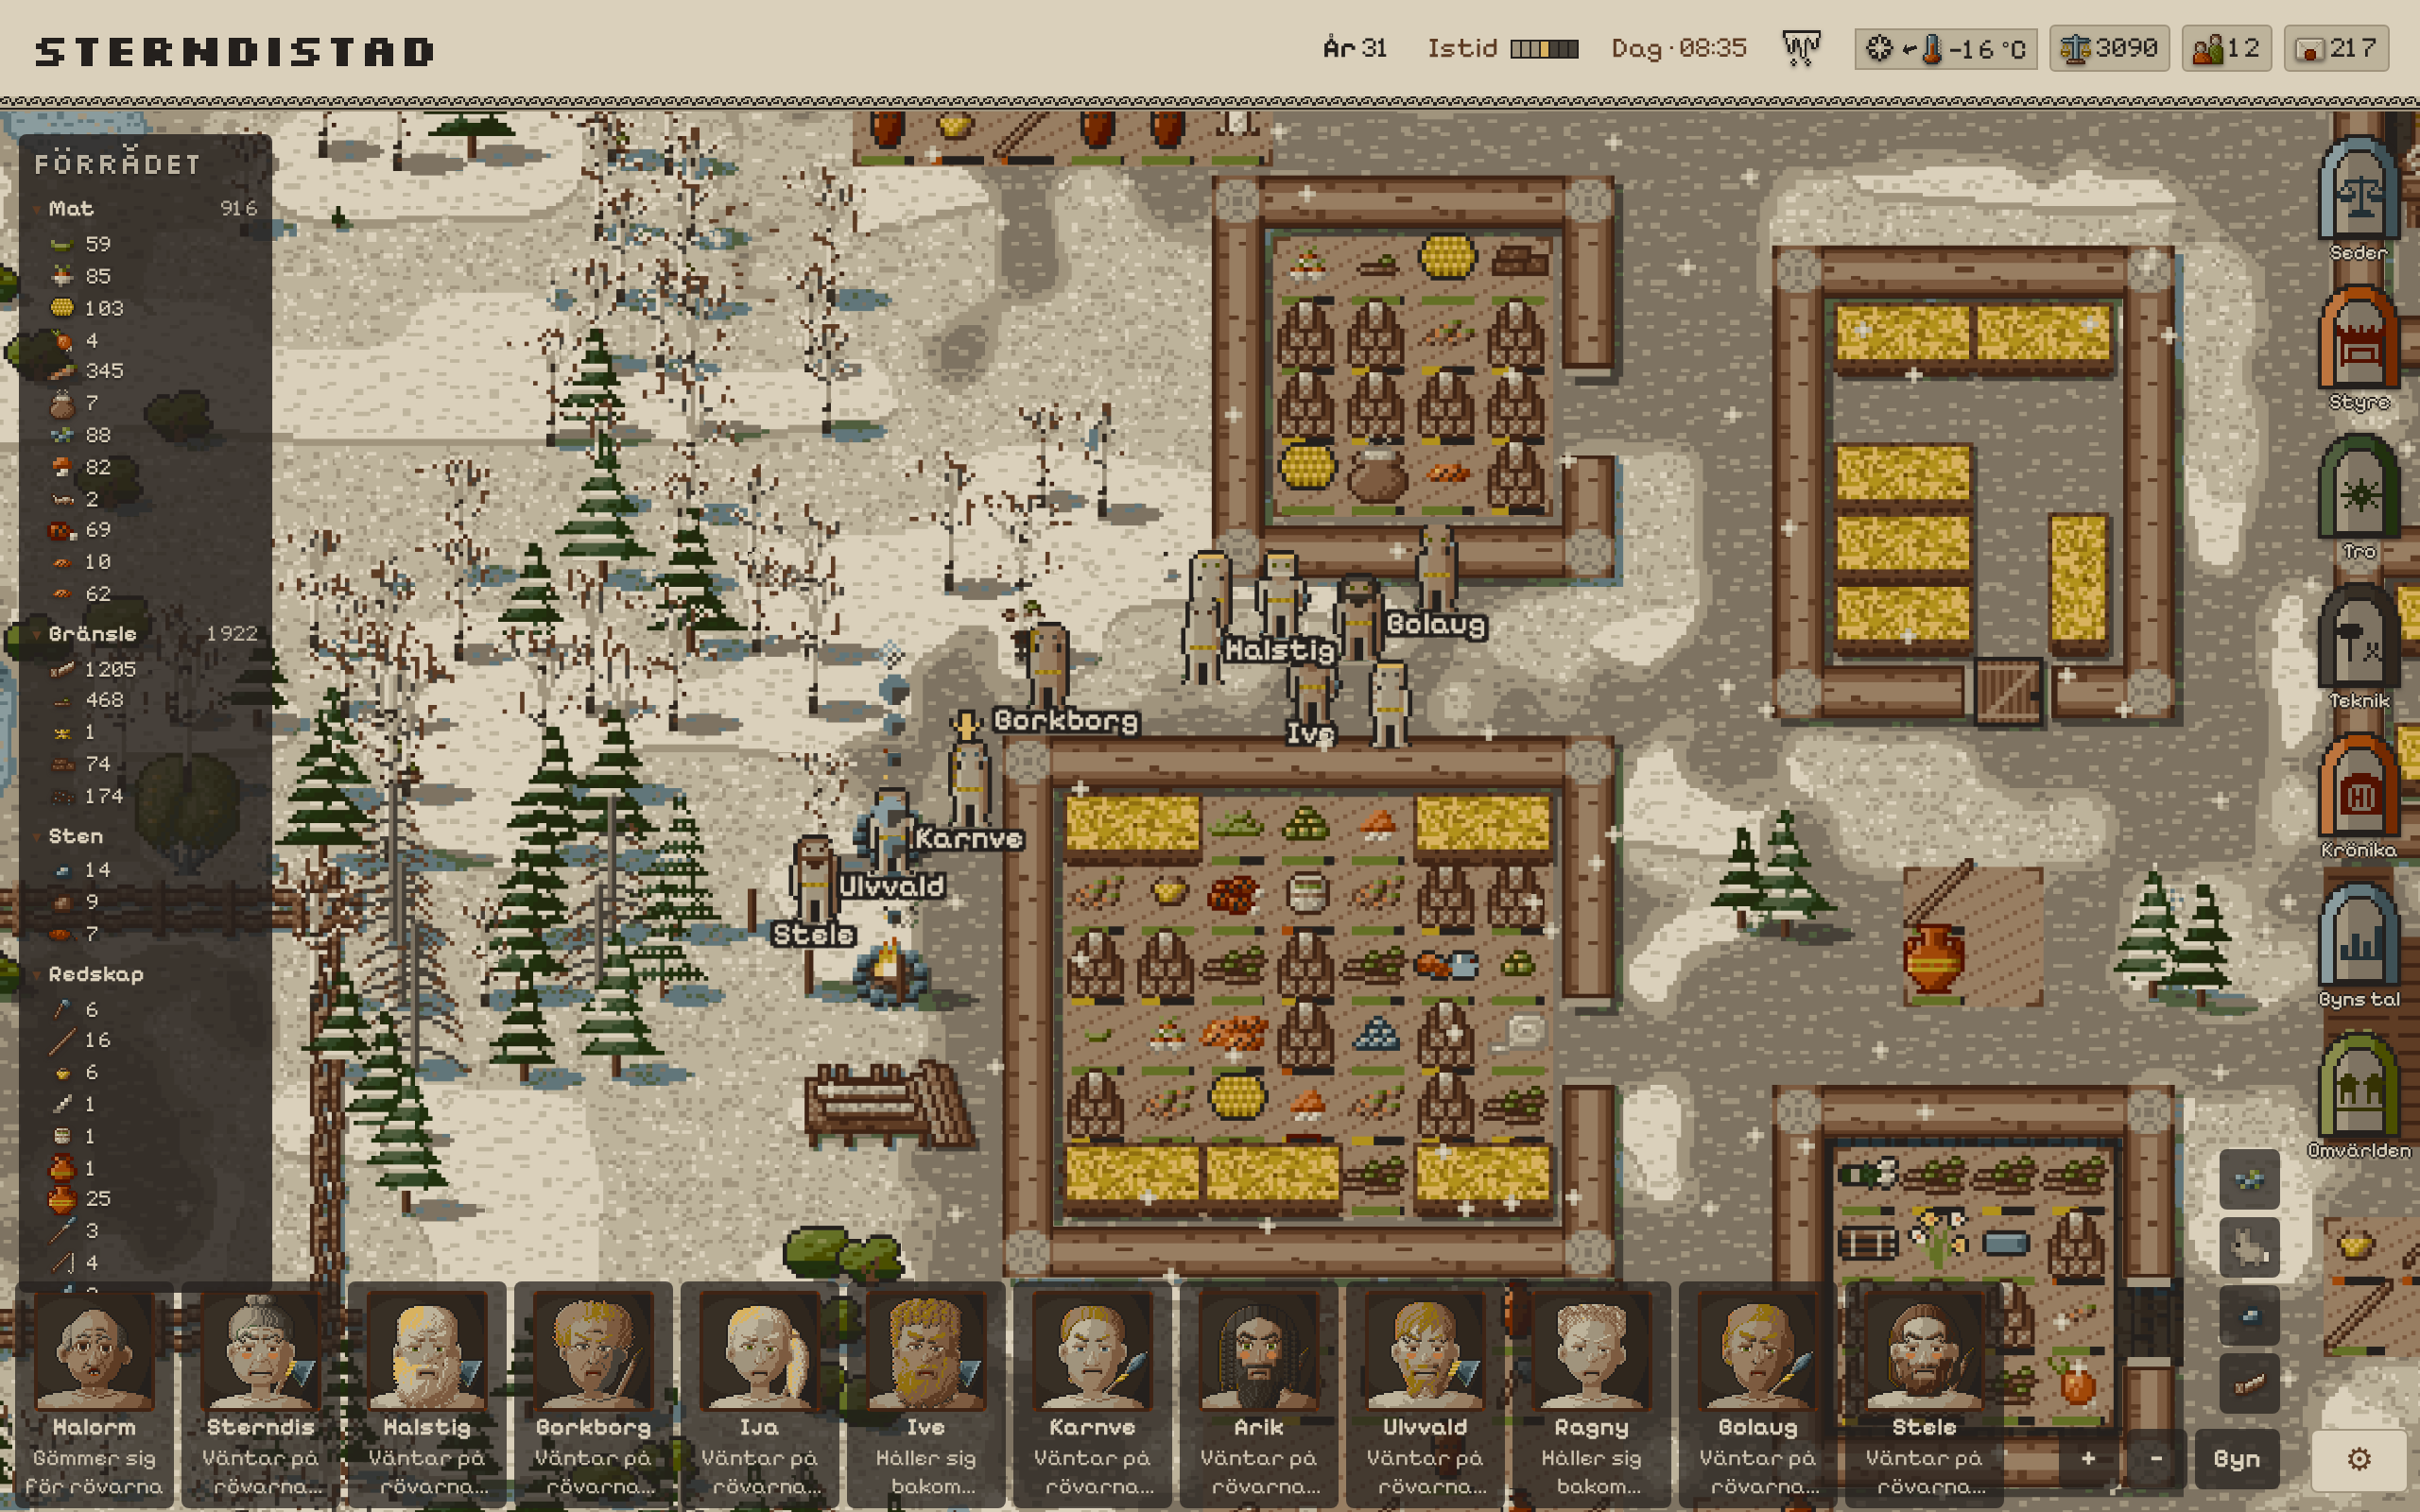 STERNDISTAD
År 31
Istid
Dag · 08:35
-16 °C
3090
12
217
FÖRRÅDET
Mat 916
59
85
103
4
345
7
88
82
2
69
10
62
Bränsle 1922
1205
468
1
74
174
Sten
14
9
7
Redskap
6
16
6
1
1
1
25
3
4
Bolaug
Halstig
Borkborg
Ive
Karnve
Ulvvald
Stele
Seder
Styre
Tro
Teknik
Krönika
Byns tal
Omvärlden
Halorm
Gömmer sig
för rövarna
Sterndis
Väntar på
rövarna...
Halstig
Väntar på
rövarna...
Borkborg
Väntar på
rövarna...
Ija
Väntar på
rövarna...
Ive
Håller sig
bakom...
Karnve
Väntar på
rövarna...
Arik
Väntar på
rövarna...
Ulvvald
Väntar på
rövarna...
Ragny
Håller sig
bakom...
Bolaug
Väntar på
rövarna...
Stele
Väntar på
rövarna...
+
-
Byn